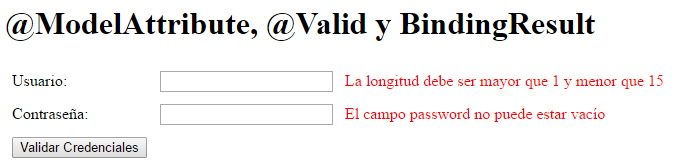 @ModelAttribute, @Valid y BindingResult
Usuario: La longitud debe ser mayor que 1 y menor que 15
Contraseña: El campo password no puede estar vacío
Validar Credenciales